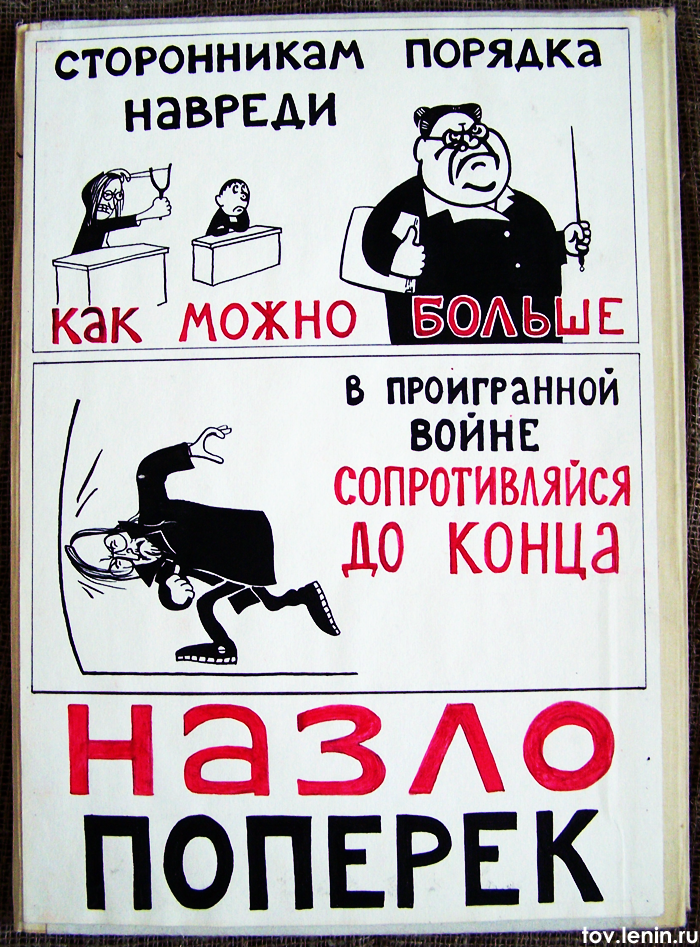 СТОРОННИКАМ ПОРЯДКА
НАВРЕДИ
как можно БОЛЬШЕ
В ПРОИГРАННОЙ
ВОЙНЕ
СОПРОТИВЛЯЙСЯ
ДО КОНЦА
НаЗЛО
ПОПЕРЕК
tov.lenin.ru